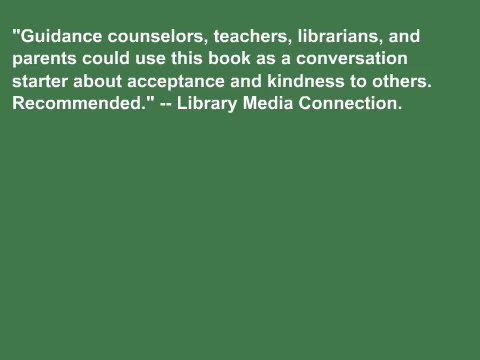 "Guidance counselors, teachers, librarians, and
parents could use this book as a conversation
starter about acceptance and kindness to others.
Recommended." -- Library Media Connection.